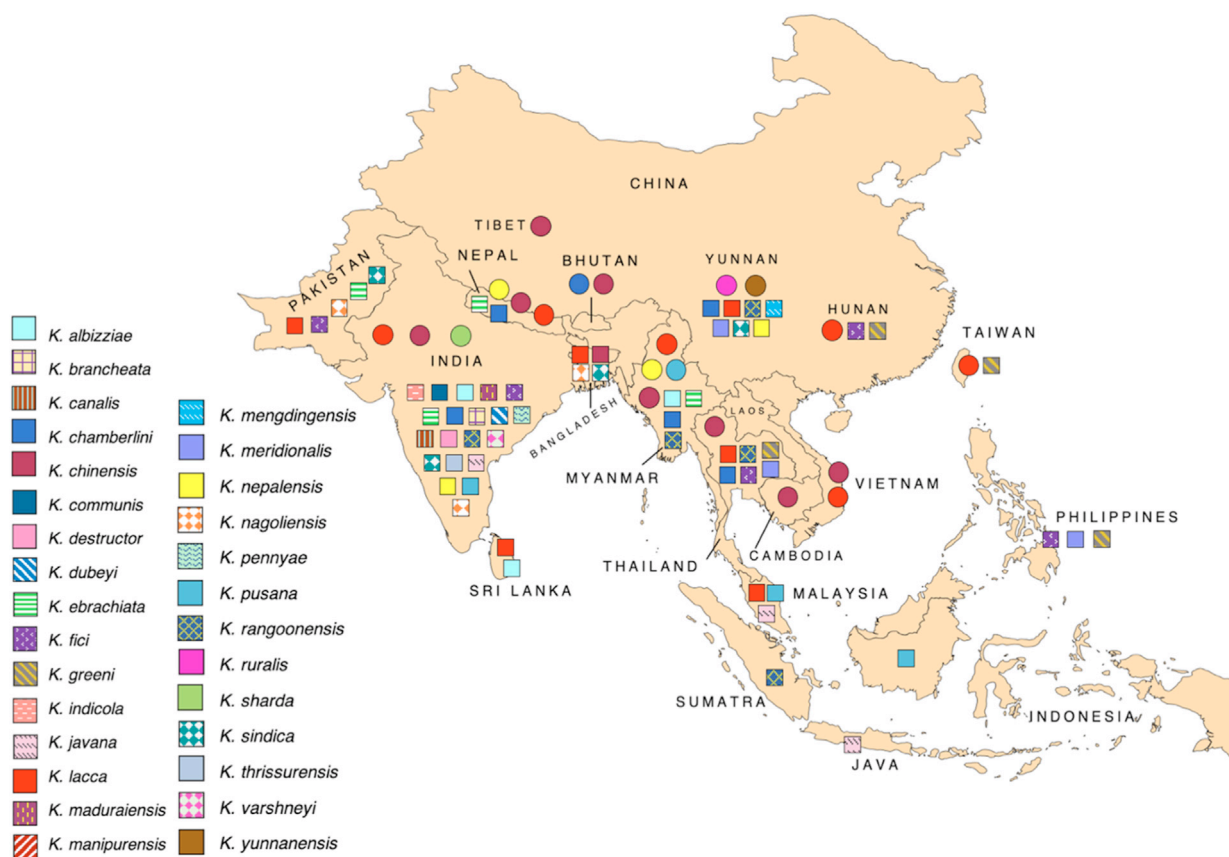 CHINA
TIBET
NEPAL
BHUTAN
YUNNAN
PAKISTAN
HUNAN
TAIWAN
INDIA
LAOS
BANGLADESH
MYANMAR
VIETNAM
PHILIPPINES
CAMBODIA
THAILAND
SRI LANKA
MALAYSIA
SUMATRA
INDONESIA
JAVA
K. albizziae
K. brancheata
K. canalis
K. chamberlini
K. chinensis
K. communis
K. destructor
K. dubeyi
K. ebrachiata
K. fici
K. greeni
K. indicola
K. javana
K. lacca
K. maduraiensis
K. manipurensis
K. mengdingensis
K. meridionalis
K. nepalensis
K. nagoliensis
K. pennyae
K. pusana
K. rangoonensis
K. ruralis
K. sharda
K. sindica
K. thrissurensis
K. varshneyi
K. yunnanensis